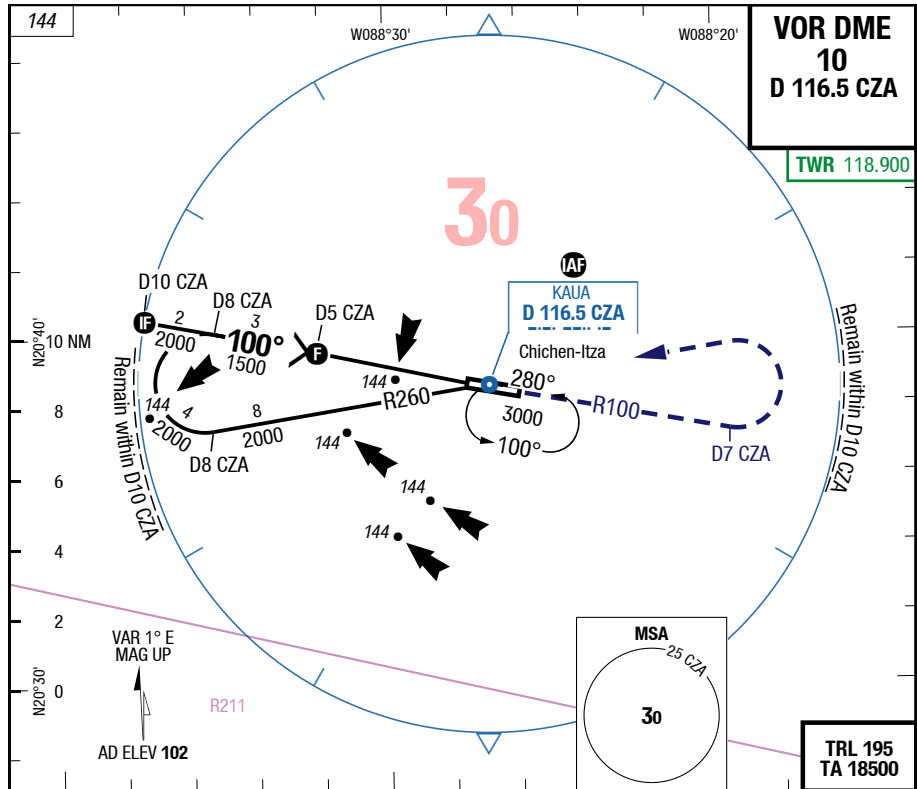 144
W088°30'
W088°20'
VOR DME
10
D 116.5 CZA
TWR 118.900
30
IAF
KAUA
D 116.5 CZA
Chichen-Itza
D10 CZA
D8 CZA
D5 CZA
IF
2
2000
3
100°
1500
F
N20°40'
10 NM
8
6
4
2
0
N20°30'
Remain within D10 CZA
Remain within D10 CZA
144
144
144
144
144
4
2000
8
2000
D8 CZA
R260
280°
3000
100°
R100
D7 CZA
VAR 1° E
MAG UP
AD ELEV 102
R211
MSA
25 CZA
30
TRL 195
TA 18500